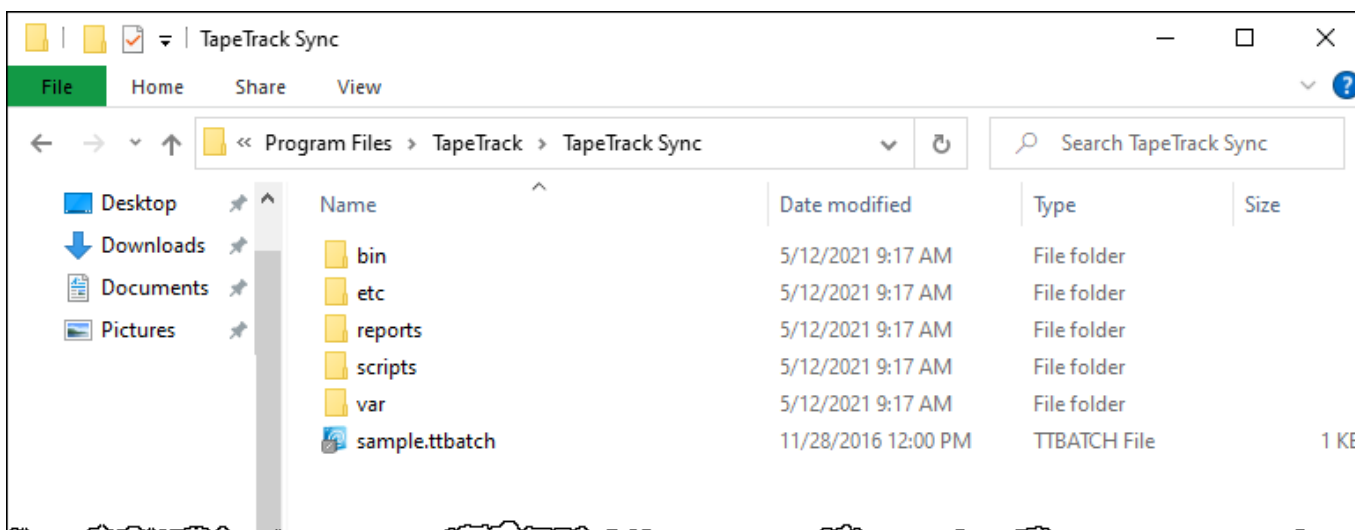 TapeTrack Sync
File Home Share View ?
« Program Files > TapeTrack > TapeTrack Sync Search TapeTrack Sync
Desktop Name Date modified Type Size
Downloads bin 5/12/2021 9:17 AM File folder
Documents etc 5/12/2021 9:17 AM File folder
Pictures reports 5/12/2021 9:17 AM File folder
scripts 5/12/2021 9:17 AM File folder
var 5/12/2021 9:17 AM File folder
sample.ttbatch 11/28/2016 12:00 PM TTBATCH File 1 KB